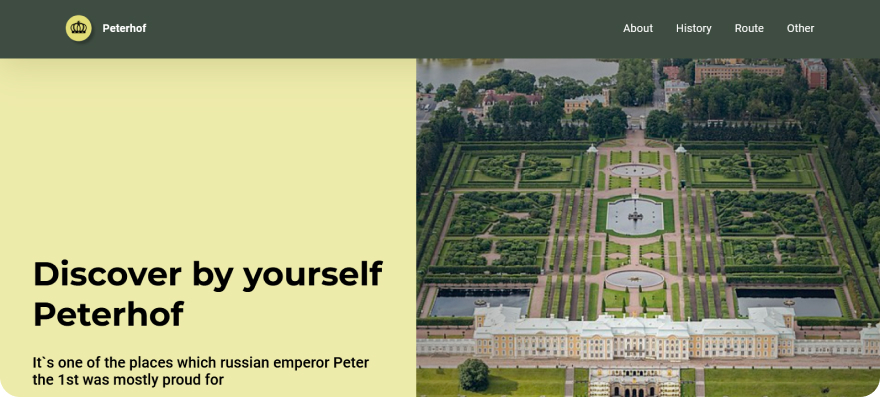 Peterhof
About
History
Route
Other
Discover by yourself
Peterhof
It`s one of the places which russian emperor Peter
the 1st was mostly proud for